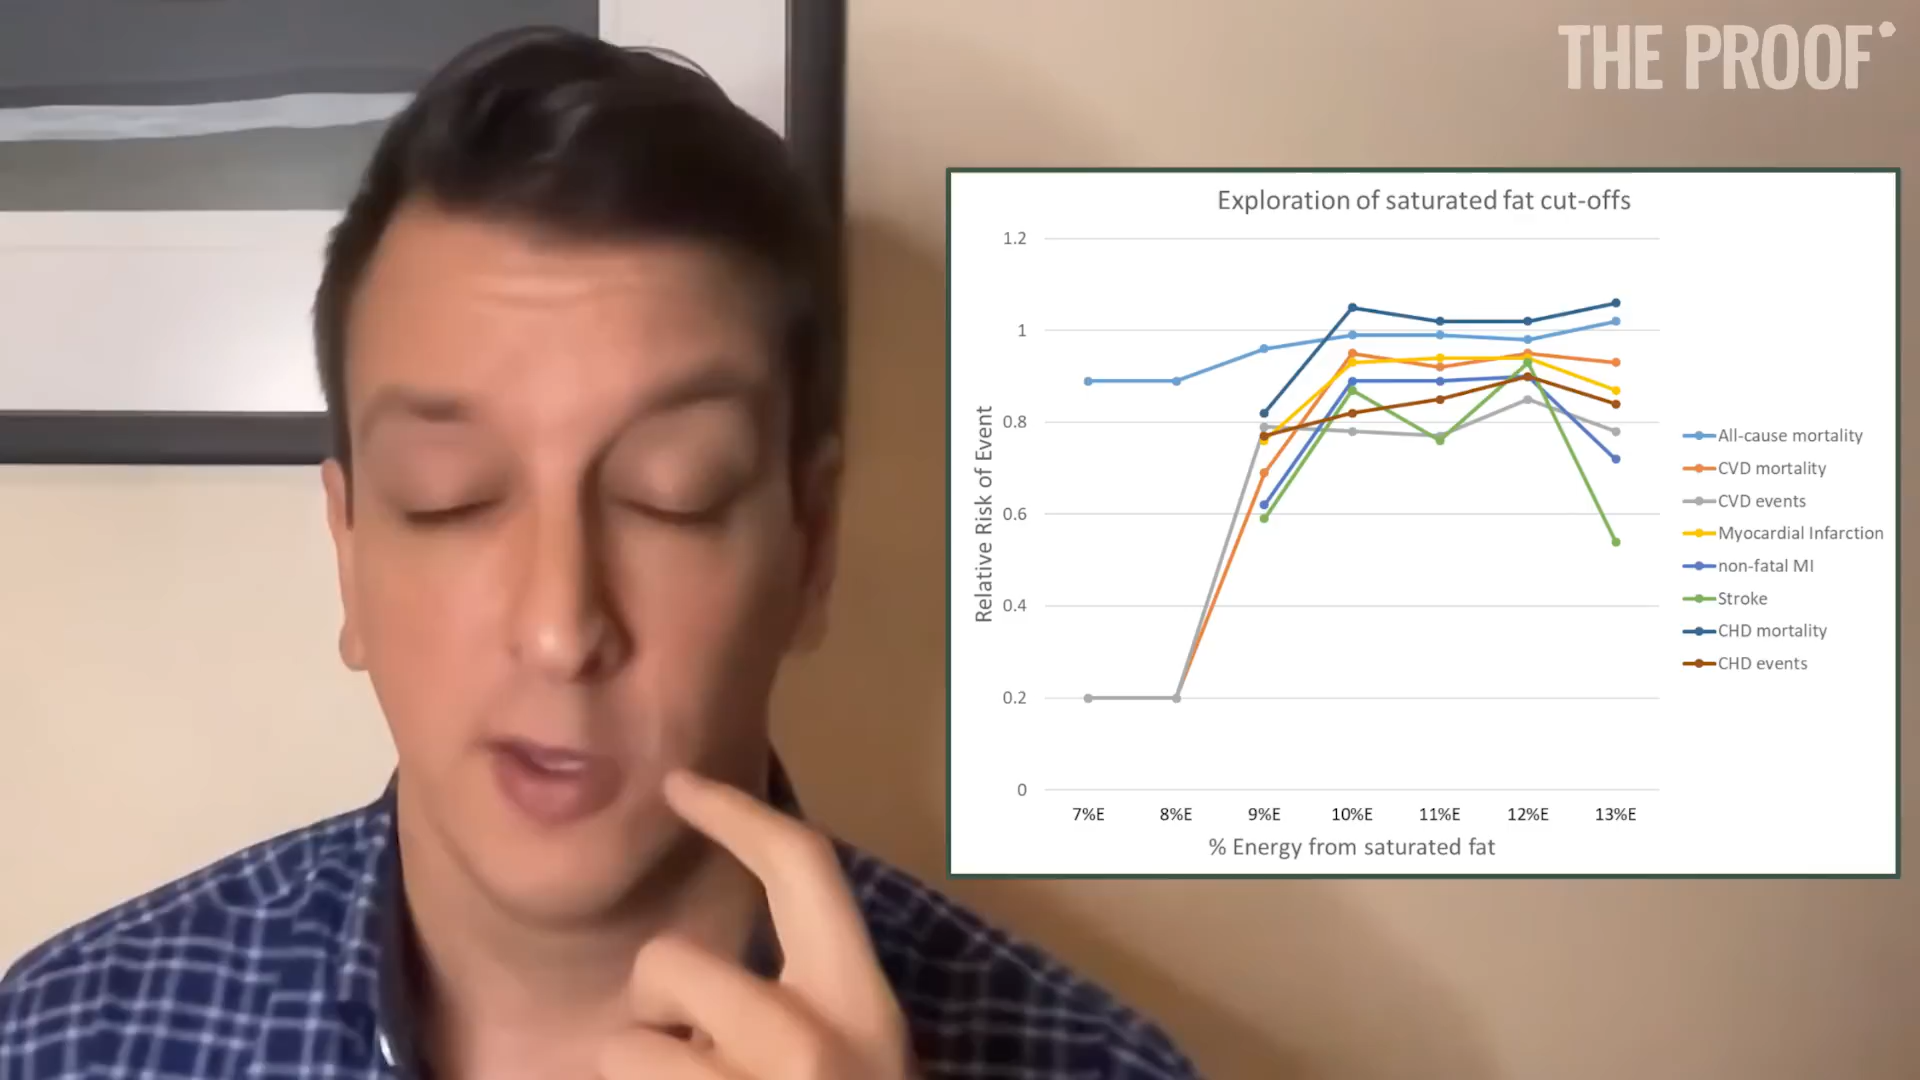 THE PROOF
Exploration of saturated fat cut-offs
1.2
1
0.8
0.6
0.4
0.2
0
Relative Risk of Event
7%E 8%E 9%E 10%E 11%E 12%E 13%E
% Energy from saturated fat
All-cause mortality
CVD mortality
CVD events
Myocardial Infarction
non-fatal MI
Stroke
CHD mortality
CHD events